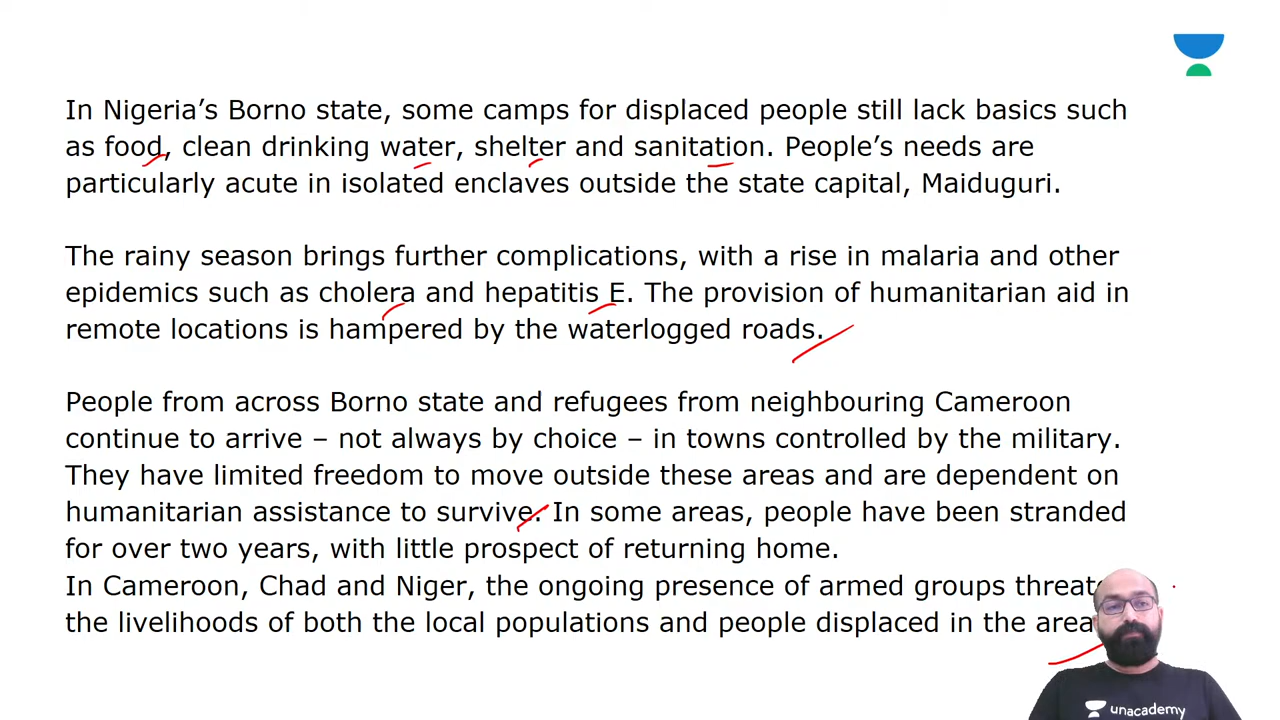 In Nigeria's Borno state, some camps for displaced people still lack basics such
as food, clean drinking water, shelter and sanitation. People's needs are
particularly acute in isolated enclaves outside the state capital, Maiduguri.
The rainy season brings further complications, with a rise in malaria and other
epidemics such as cholera and hepatitis E. The provision of humanitarian aid in
remote locations is hampered by the waterlogged roads.
People from across Borno state and refugees from neighbouring Cameroon
continue to arrive – not always by choice – in towns controlled by the military.
They have limited freedom to move outside these areas and are dependent on
humanitarian assistance to survive. In some areas, people have been stranded
for over two years, with little prospect of returning home.
In Cameroon, Chad and Niger, the ongoing presence of armed groups
the livelihoods of both the local populations and people displaced in the area
unacademy